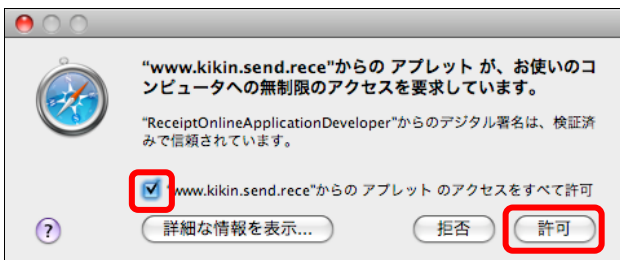 “www.kikin.send.rece”からの アプレット が、お使いのコ
ンピュータへの無制限のアクセスを要求しています。
“ReceiptOnlineApplicationDeveloper”からのデジタル署名は、検証済
みで信頼されています。
“www.kikin.send.rece”からの アプレット のアクセスをすべて許可
?
詳細な情報を表示...
拒否
許可